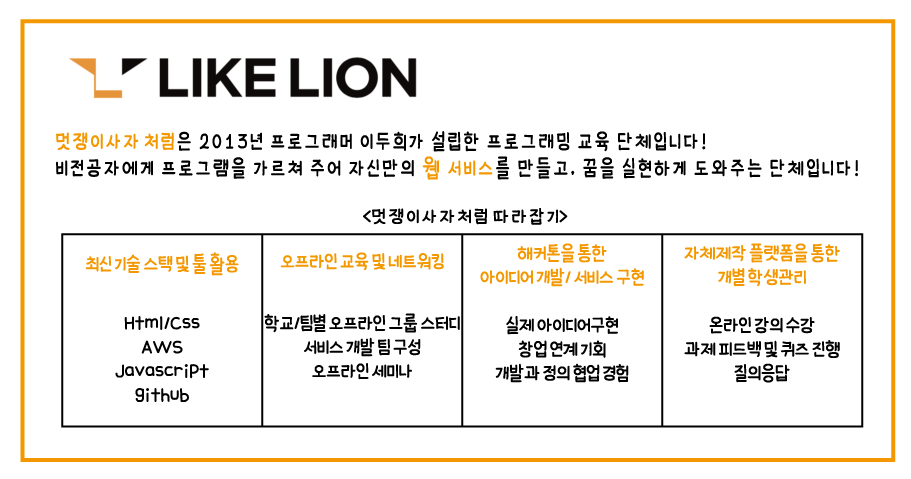 LIKE LION
멋쟁이사자 처럼은 2013년 프로그래머 이두희가 설립한 프로그래밍 교육 단체입니다!
비전공자에게 프로그램을 가르쳐 주어 자신만의 웹 서비스를 만들고, 꿈을 실현하게 도와주는 단체입니다!
<멋쟁이사자처럼 따라잡기>
최신기술 스택 및 툴 활용
Html/Css
AWS
JavascriPt
github
오프라인 교육 및 네트워킹
학교/팀별 오프라인 그룹 스터디
서비스 개발 팀 구성
오프라인 세미나
해커톤을 통한
아이디어 개발/ 서비스 구현
실제 아이디어구현
창업 연계 기회
개발과 정의 협업 경험
자체제작 플랫폼을 통한
개별 학생관리
온라인 강의 수강
과제 피드백 및 퀴즈 진행
질의응답